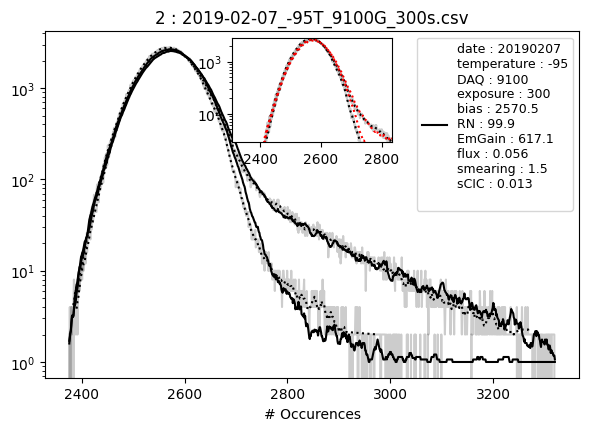 2 : 2019-02-07_-95T_9100G_300s.csv
date : 20190207
temperature : -95
DAQ : 9100
exposure : 300
bias : 2570.5
RN : 99.9
EmGain : 617.1
flux : 0.056
smearing : 1.5
sCIC : 0.013
10³
10¹
2400 2600 2800
10³
10²
10¹
10⁰
2400 2600 2800 3000 3200
# Occurences